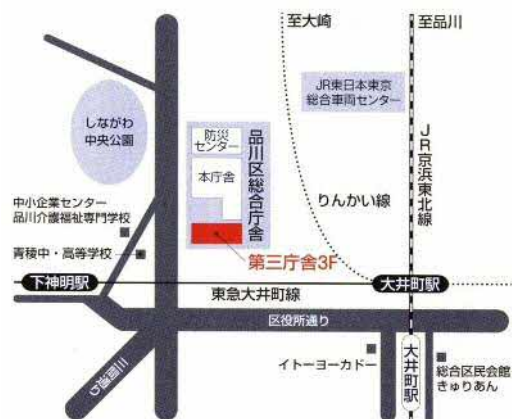 至大崎
至品川
JR東日本東京
総合車両センター
しながわ
中央公園
防災
センター
本庁舎
品川区総合庁舎
JR京浜東北線
りんかい線
中小企業センター
品川介護福祉専門学校
青稜中・高等学校
第三庁舎3F
下神明駅
大井町駅
東急大井町線
区役所通り
三間通り
イトーヨーカドー
大井町駅
総合区民会館
きゅりあん